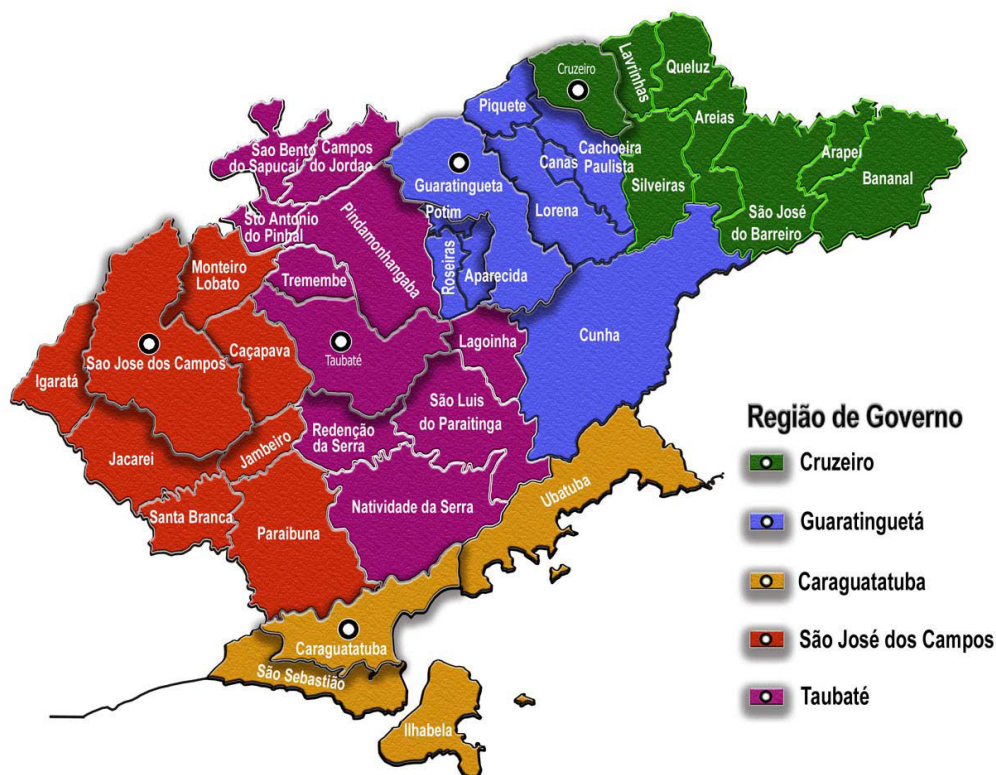 Cruzeiro
Lavrinhas
Queluz
Piquete
Areias
Sao Bento
do Sapucaí
Campos
do Jordao
Canas
Cachoeira
Paulista
Arapeí
Bananal
Guaratingueta
Silveiras
Potim
Lorena
São José
do Barreiro
Sto Antonio
do Pinhal
Pindamonhangaba
Monteiro
Lobato
Tremembe
Roseiras
Aparecida
Cunha
Lagoinha
Sao Jose dos Campos
Caçapava
Taubaté
Igaratá
São Luis
do Paraitinga
Redenção
da Serra
Jacarei
Jambeiro
Ubatuba
Santa Branca
Paraibuna
Natividade da Serra
Caraguatatuba
São Sebastião
Ilhabela
Região de Governo
Cruzeiro
Guaratinguetá
Caraguatatuba
São José dos Campos
Taubaté